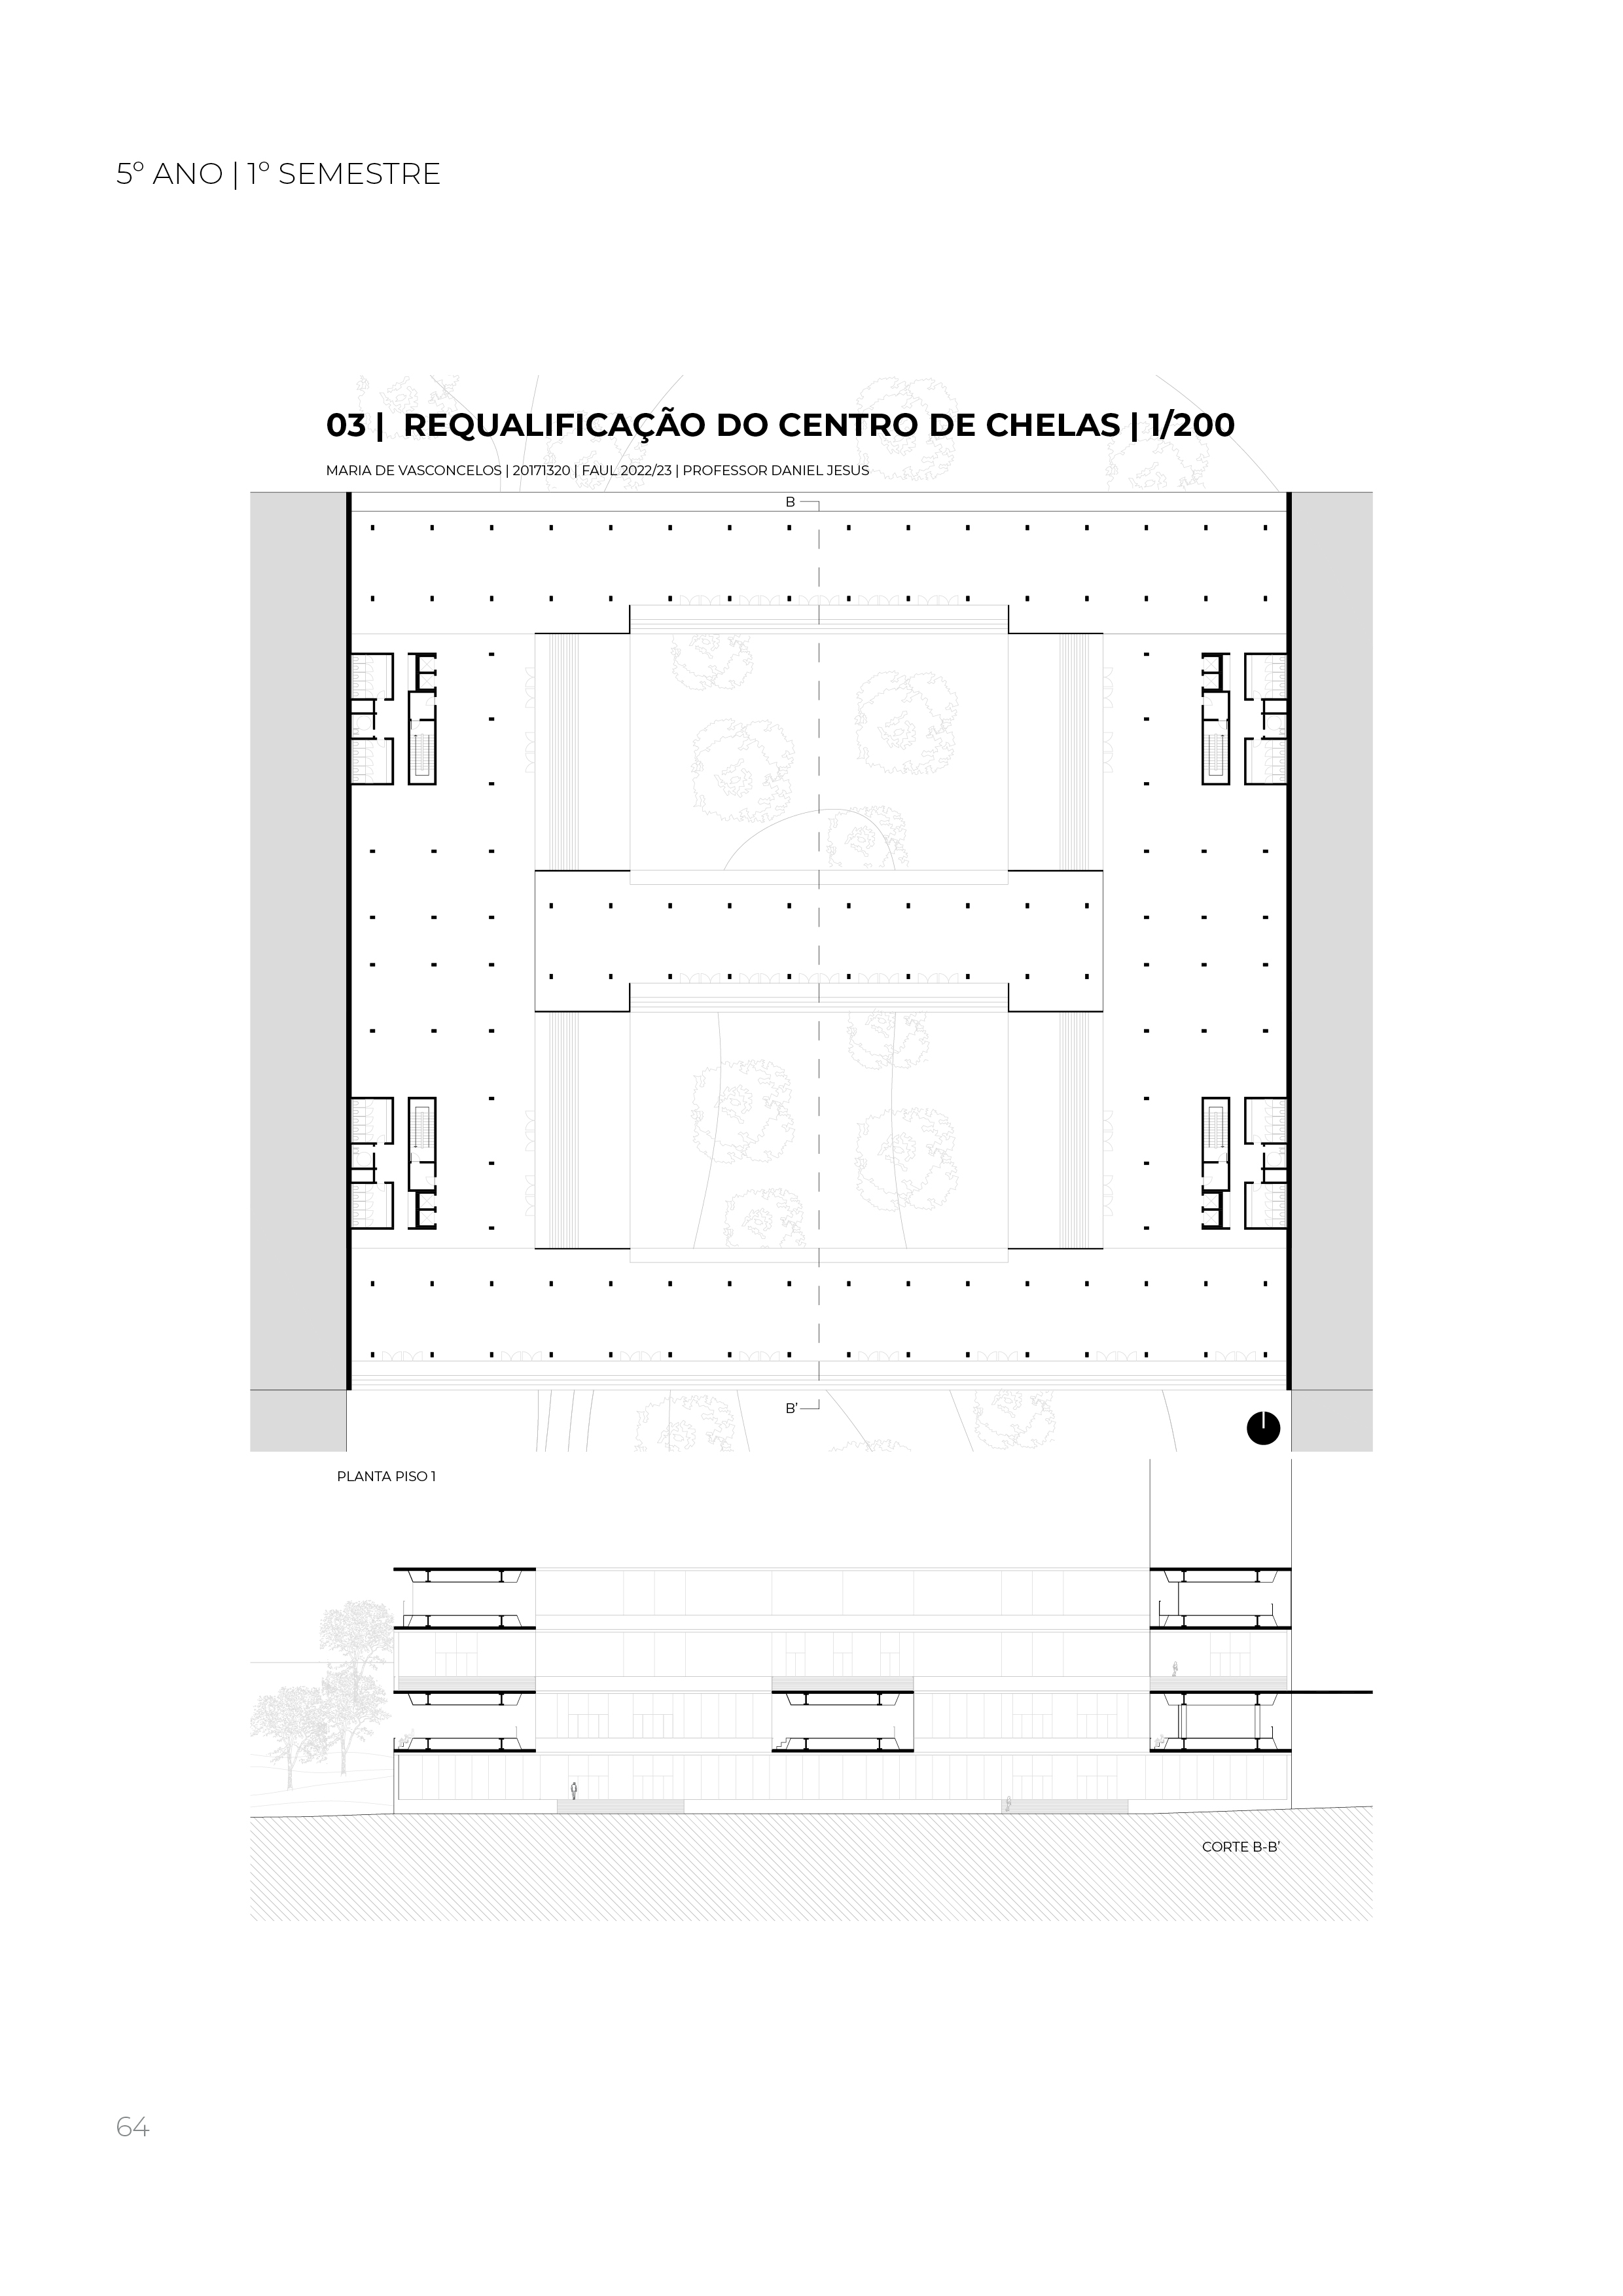 5º ANO | 1º SEMESTRE
03 | REQUALIFICAÇÃO DO CENTRO DE CHELAS | 1/200
MARIA DE VASCONCELOS | 20171320 | FAUL 2022/23 | PROFESSOR DANIEL JESUS
B
B’
PLANTA PISO 1
CORTE B-B’
64